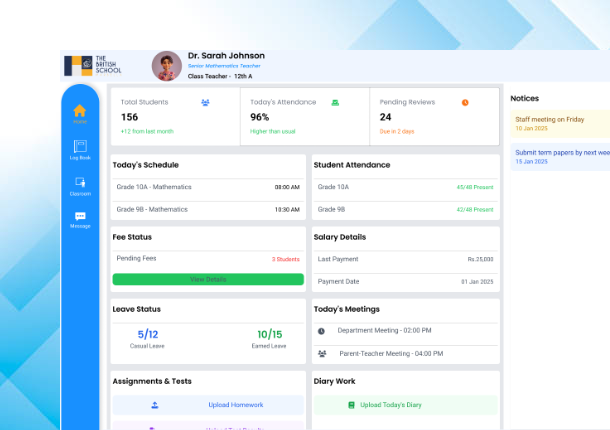 THE
BRITISH
SCHOOL
Dr. Sarah Johnson
Senior Mathematics Teacher
Class Teacher - 12th A
Home
Log Book
Classroom
Message
Total Students
156
+12 from last month
Today's Attendance
96%
Higher than usual
Pending Reviews
24
Due in 2 days
Notices
Staff meeting on Friday
10 Jan 2025
Submit term papers by next wee
15 Jan 2025
Today's Schedule
Grade 10A - Mathematics 08:00 AM
Grade 9B - Mathematics 10:30 AM
Student Attendance
Grade 10A 45/48 Present
Grade 9B 42/48 Present
Fee Status
Pending Fees 3 Students
View Details
Salary Details
Last Payment Rs.25,000
Payment Date 01 Jan 2025
Leave Status
5/12
Casual Leave
10/15
Earned Leave
Today's Meetings
Department Meeting - 02:00 PM
Parent-Teacher Meeting - 04:00 PM
Assignments & Tests
Upload Homework
Upload Test Results
Diary Work
Upload Today's Diary